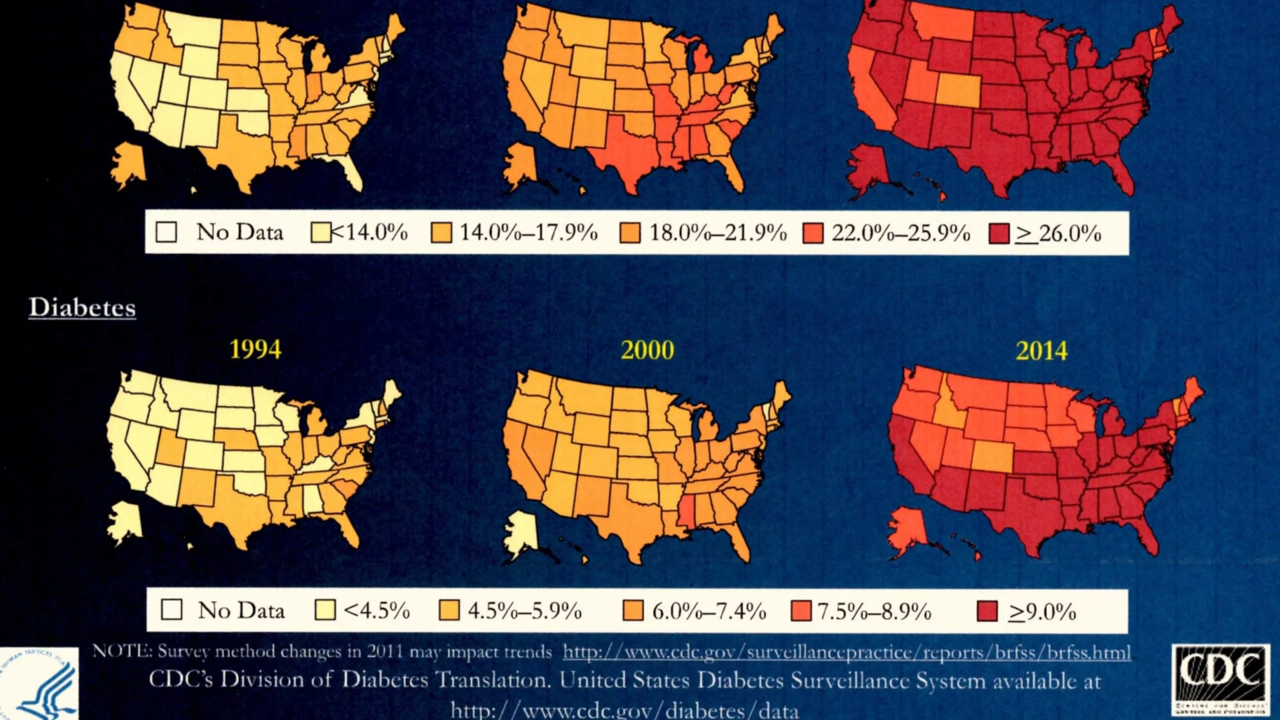 No Data <14.0% 14.0%–17.9% 18.0%–21.9% 22.0%–25.9% ≥ 26.0%
Diabetes
1994 2000 2014
No Data <4.5% 4.5%–5.9% 6.0%–7.4% 7.5%–8.9% ≥9.0%
NOTE: Survey method changes in 2011 may impact trends http://www.cdc.gov/surveillancepractice/reports/brfss/brfss.html
CDC's Division of Diabetes Translation. United States Diabetes Surveillance System available at
http://www.cdc.gov/diabetes/data
CDC